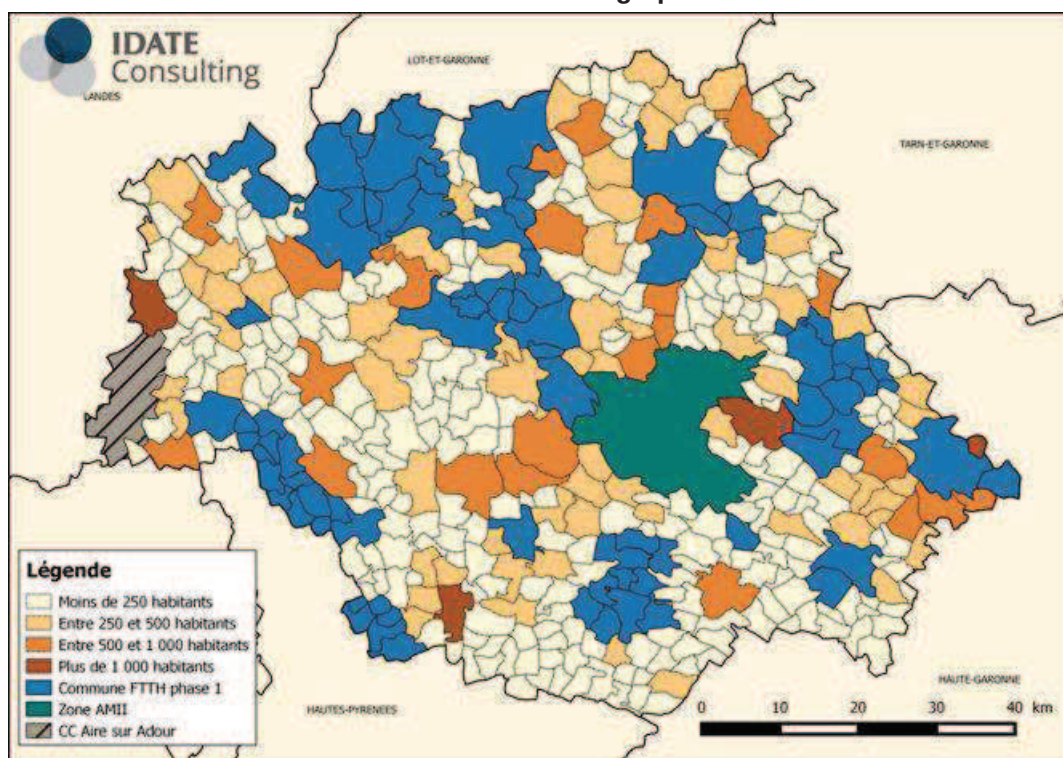 IDATE
Consulting
LOT-ET-GARONNE
LANDES
TARN-ET-GARONNE
Légende
Moins de 250 habitants
Entre 250 et 500 habitants
Entre 500 et 1 000 habitants
Plus de 1 000 habitants
Commune FTTH phase 1
Zone AMII
CC Aire sur Adour
HAUTES-PYRENEES
HAUTE-GARONNE
0 10 20 30 40 km